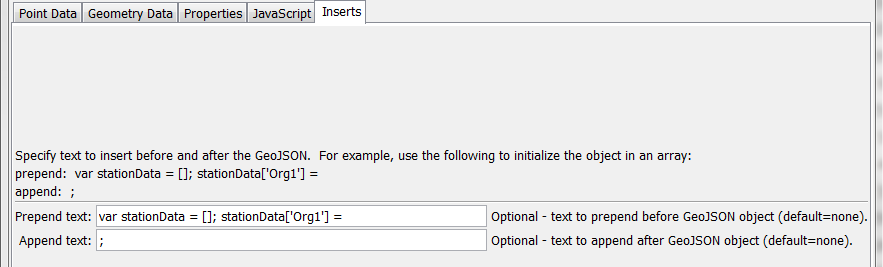 Point Data Geometry Data Properties JavaScript Inserts
Specify text to insert before and after the GeoJSON.  For example, use the following to initialize the object in an array:
prepend:  var stationData = []; stationData['Org1'] =
append:  ;
Prepend text: var stationData = []; stationData['Org1'] = Optional - text to prepend before GeoJSON object (default=none).
Append text: ; Optional - text to append after GeoJSON object (default=none).